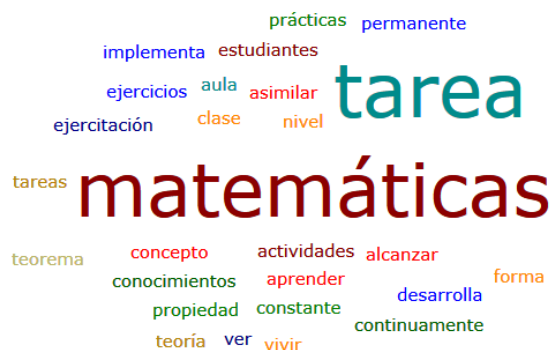 prácticas permanente
implementa estudiantes
tarea
ejercicios aula asimilar
ejercitación clase nivel
tareas matemáticas
teorema concepto actividades alcanzar
conocimientos aprender forma
propiedad constante desarrolla
teoría ver vivir continuamente